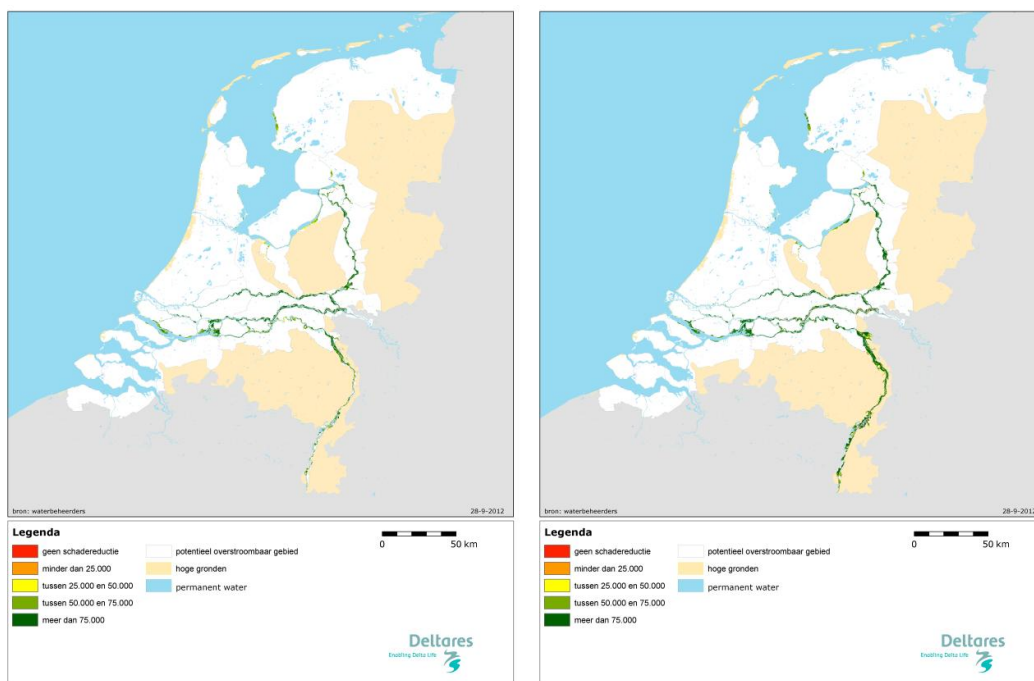 bron: waterbeheerders 28-9-2012
Legenda
geen schadereductie potentieel overstroombaar gebied
minder dan 25.000 hoge gronden
tussen 25.000 en 50.000 permanent water
tussen 50.000 en 75.000
meer dan 75.000
0 50 km
Deltares
Enabling Delta Life
bron: waterbeheerders 28-9-2012
Legenda
geen schadereductie potentieel overstroombaar gebied
minder dan 25.000 hoge gronden
tussen 25.000 en 50.000 permanent water
tussen 50.000 en 75.000
meer dan 75.000
0 50 km
Deltares
Enabling Delta Life